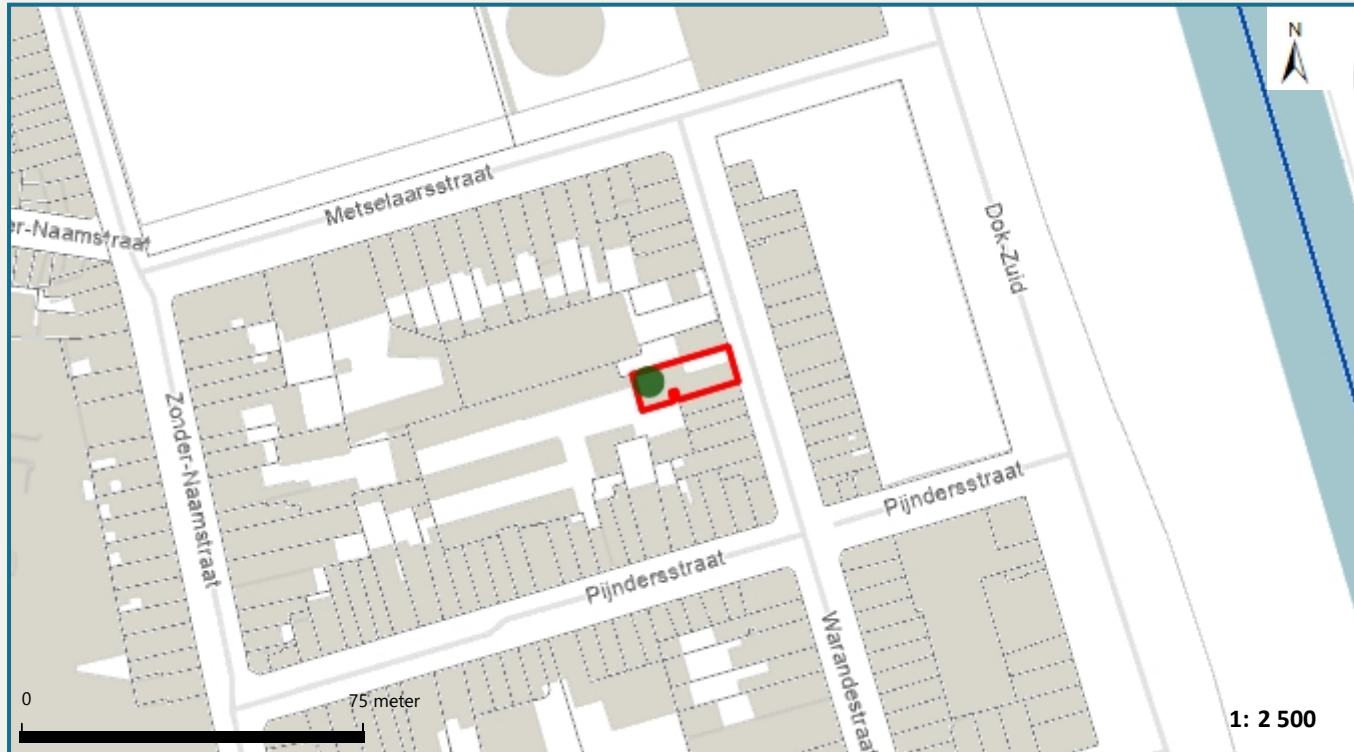 N
Metselaarsstraat
er-Naamstraat
Dok-Zuid
Zonder-Naamstraat
Pijndersstraat
Pijndersstraat
Warandestraat
0
75 meter
1: 2 500